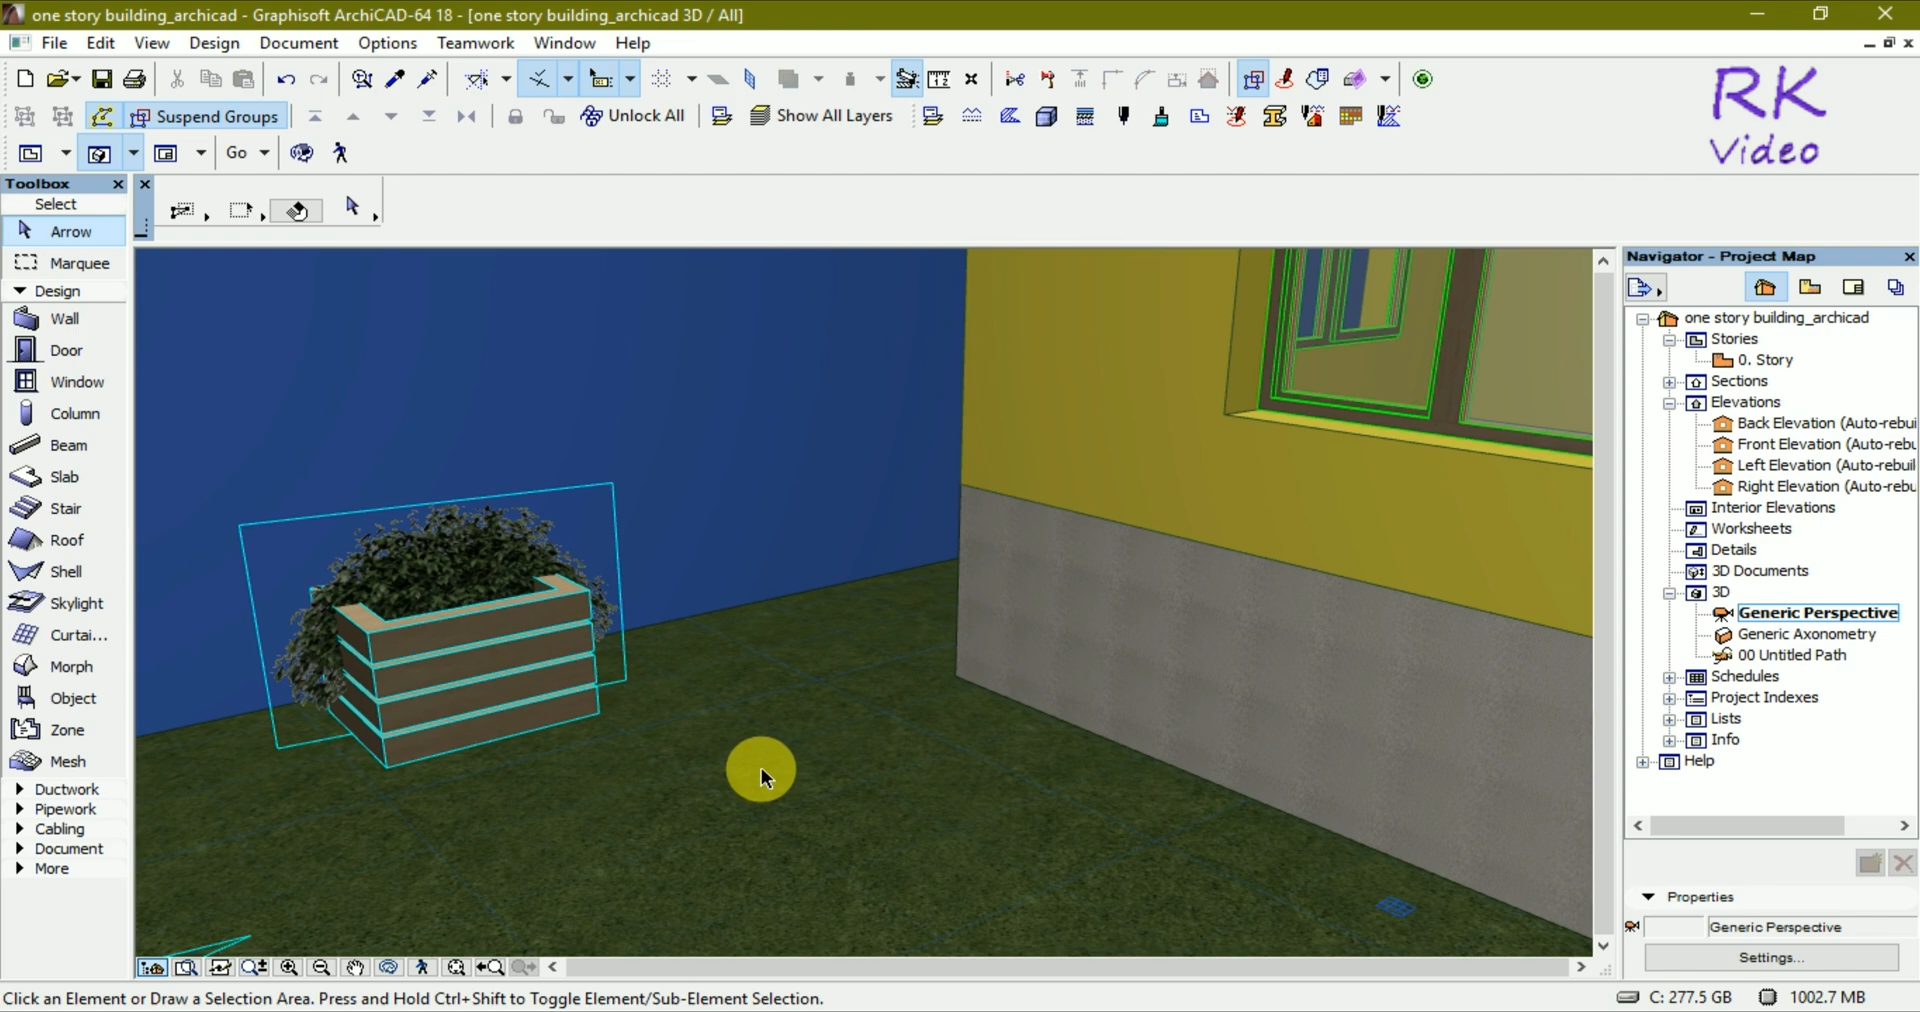 one story building_archicad - Graphisoft ArchiCAD-64 18 - [one story building_archicad 3D / All]
File Edit View Design Document Options Teamwork Window Help
RK
Video
Suspend Groups
Unlock All
Show All Layers
Go
Toolbox
Select
Arrow
Marquee
Design
Wall
Door
Window
Column
Beam
Slab
Stair
Roof
Shell
Skylight
Curtai...
Morph
Object
Zone
Mesh
Ductwork
Pipework
Cabling
Document
More
Navigator - Project Map
one story building_archicad
Stories
0. Story
Sections
Elevations
Back Elevation (Auto-rebui
Front Elevation (Auto-rebu
Left Elevation (Auto-rebuil
Right Elevation (Auto-rebu
Interior Elevations
Worksheets
Details
3D Documents
3D
Generic Perspective
Generic Axonometry
00 Untitled Path
Schedules
Project Indexes
Lists
Info
Help
Properties
Generic Perspective
Settings...
Click an Element or Draw a Selection Area. Press and Hold Ctrl+Shift to Toggle Element/Sub-Element Selection.
C: 277.5 GB
1002.7 MB